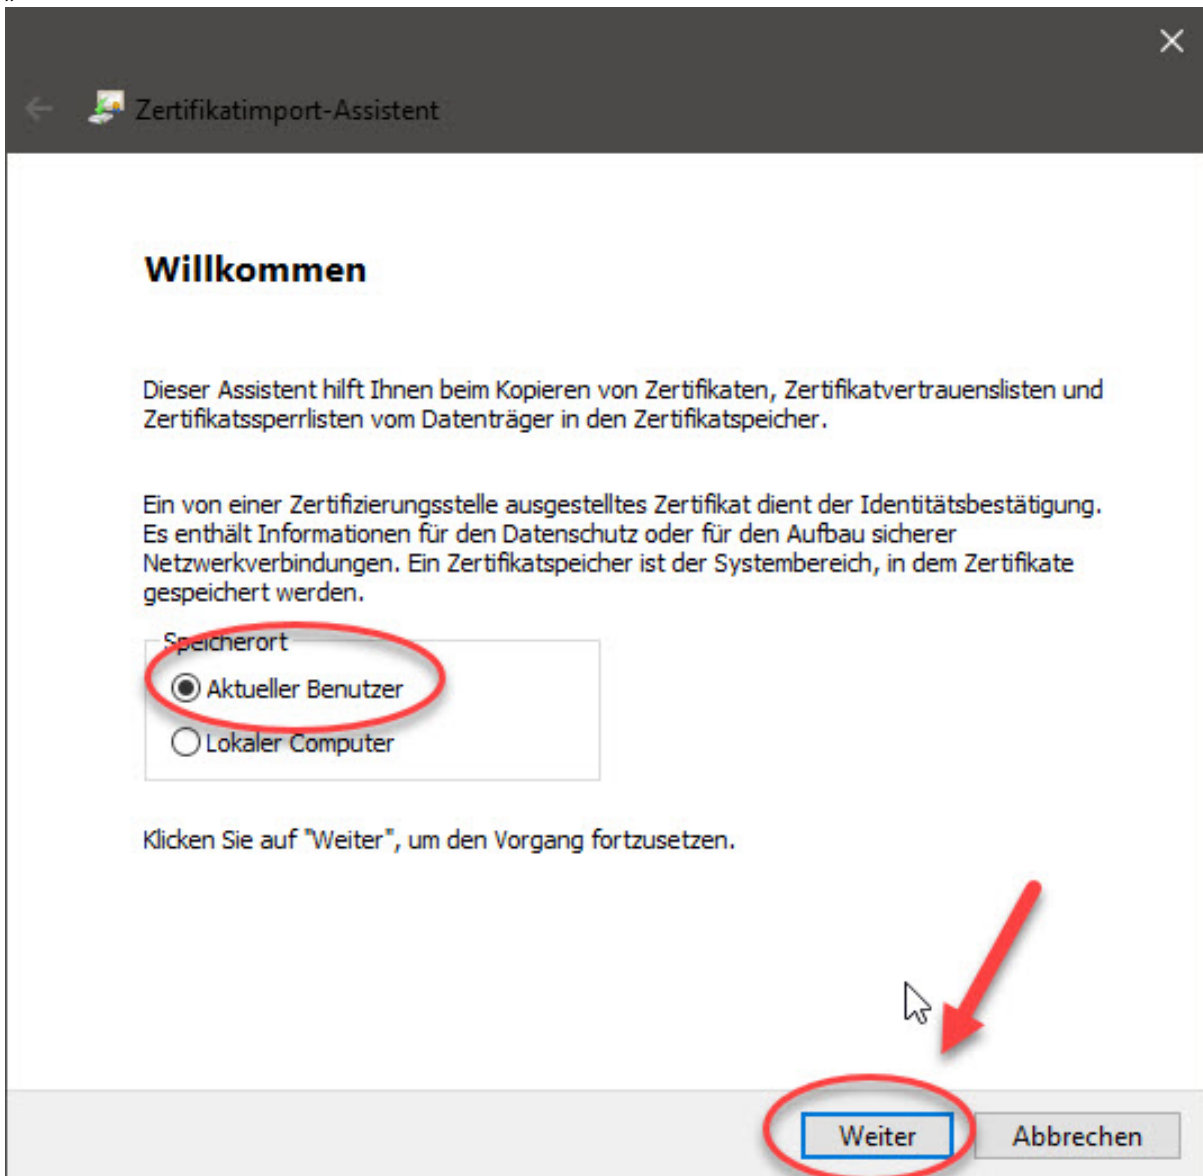 Zertifikatimport-Assistent
Willkommen
Dieser Assistent hilft Ihnen beim Kopieren von Zertifikaten, Zertifikatvertrauenslisten und
Zertifikatssperrlisten vom Datenträger in den Zertifikatspeicher.
Ein von einer Zertifizierungsstelle ausgestelltes Zertifikat dient der Identitätsbestätigung.
Es enthält Informationen für den Datenschutz oder für den Aufbau sicherer
Netzwerkverbindungen. Ein Zertifikatspeicher ist der Systembereich, in dem Zertifikate
gespeichert werden.
Speicherort
Aktueller Benutzer
Lokaler Computer
Klicken Sie auf "Weiter", um den Vorgang fortzusetzen.
Weiter Abbrechen